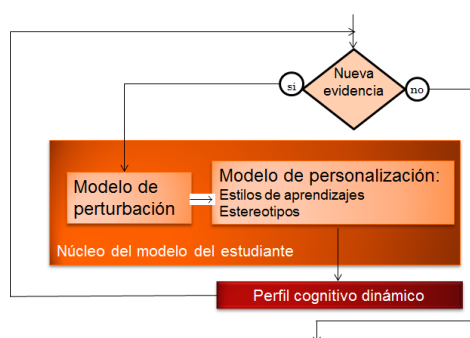 Nueva
evidencia
si
no
Modelo de
perturbación
Modelo de personalización:
Estilos de aprendizajes
Estereotipos
Núcleo del modelo del estudiante
Perfil cognitivo dinámico